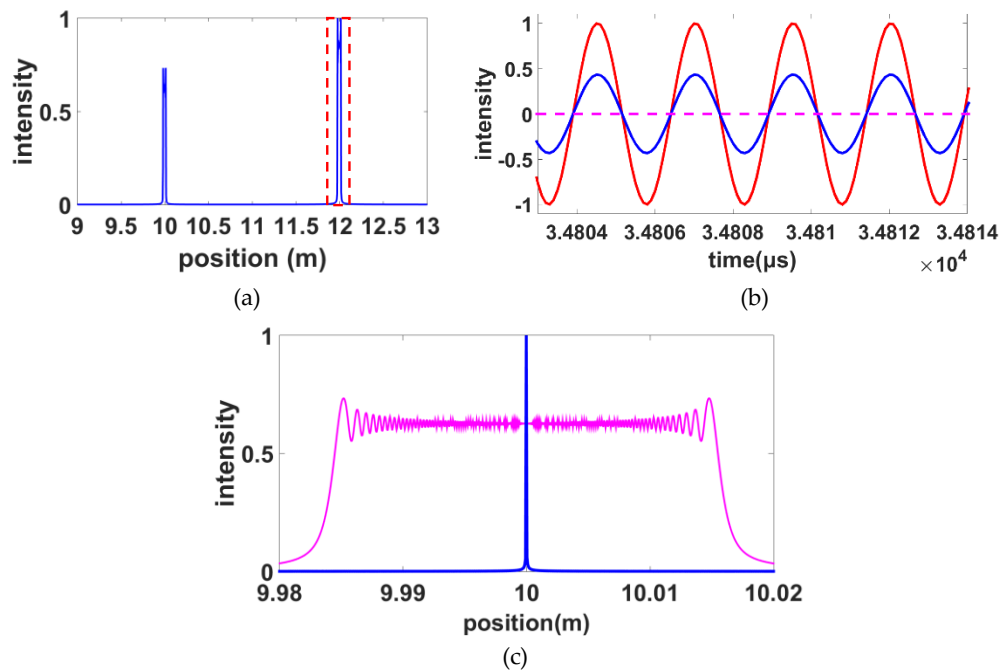 1
0.5
0
9 9.5 10 10.5 11 11.5 12 12.5 13
intensity
position (m)
(a)
1
0.5
0
-0.5
-1
3.4804 3.4806 3.4808 3.481 3.4812 3.4814
intensity
time(μs)
×10⁴
(b)
1
0.5
0
9.98 9.99 10 10.01 10.02
intensity
position(m)
(c)